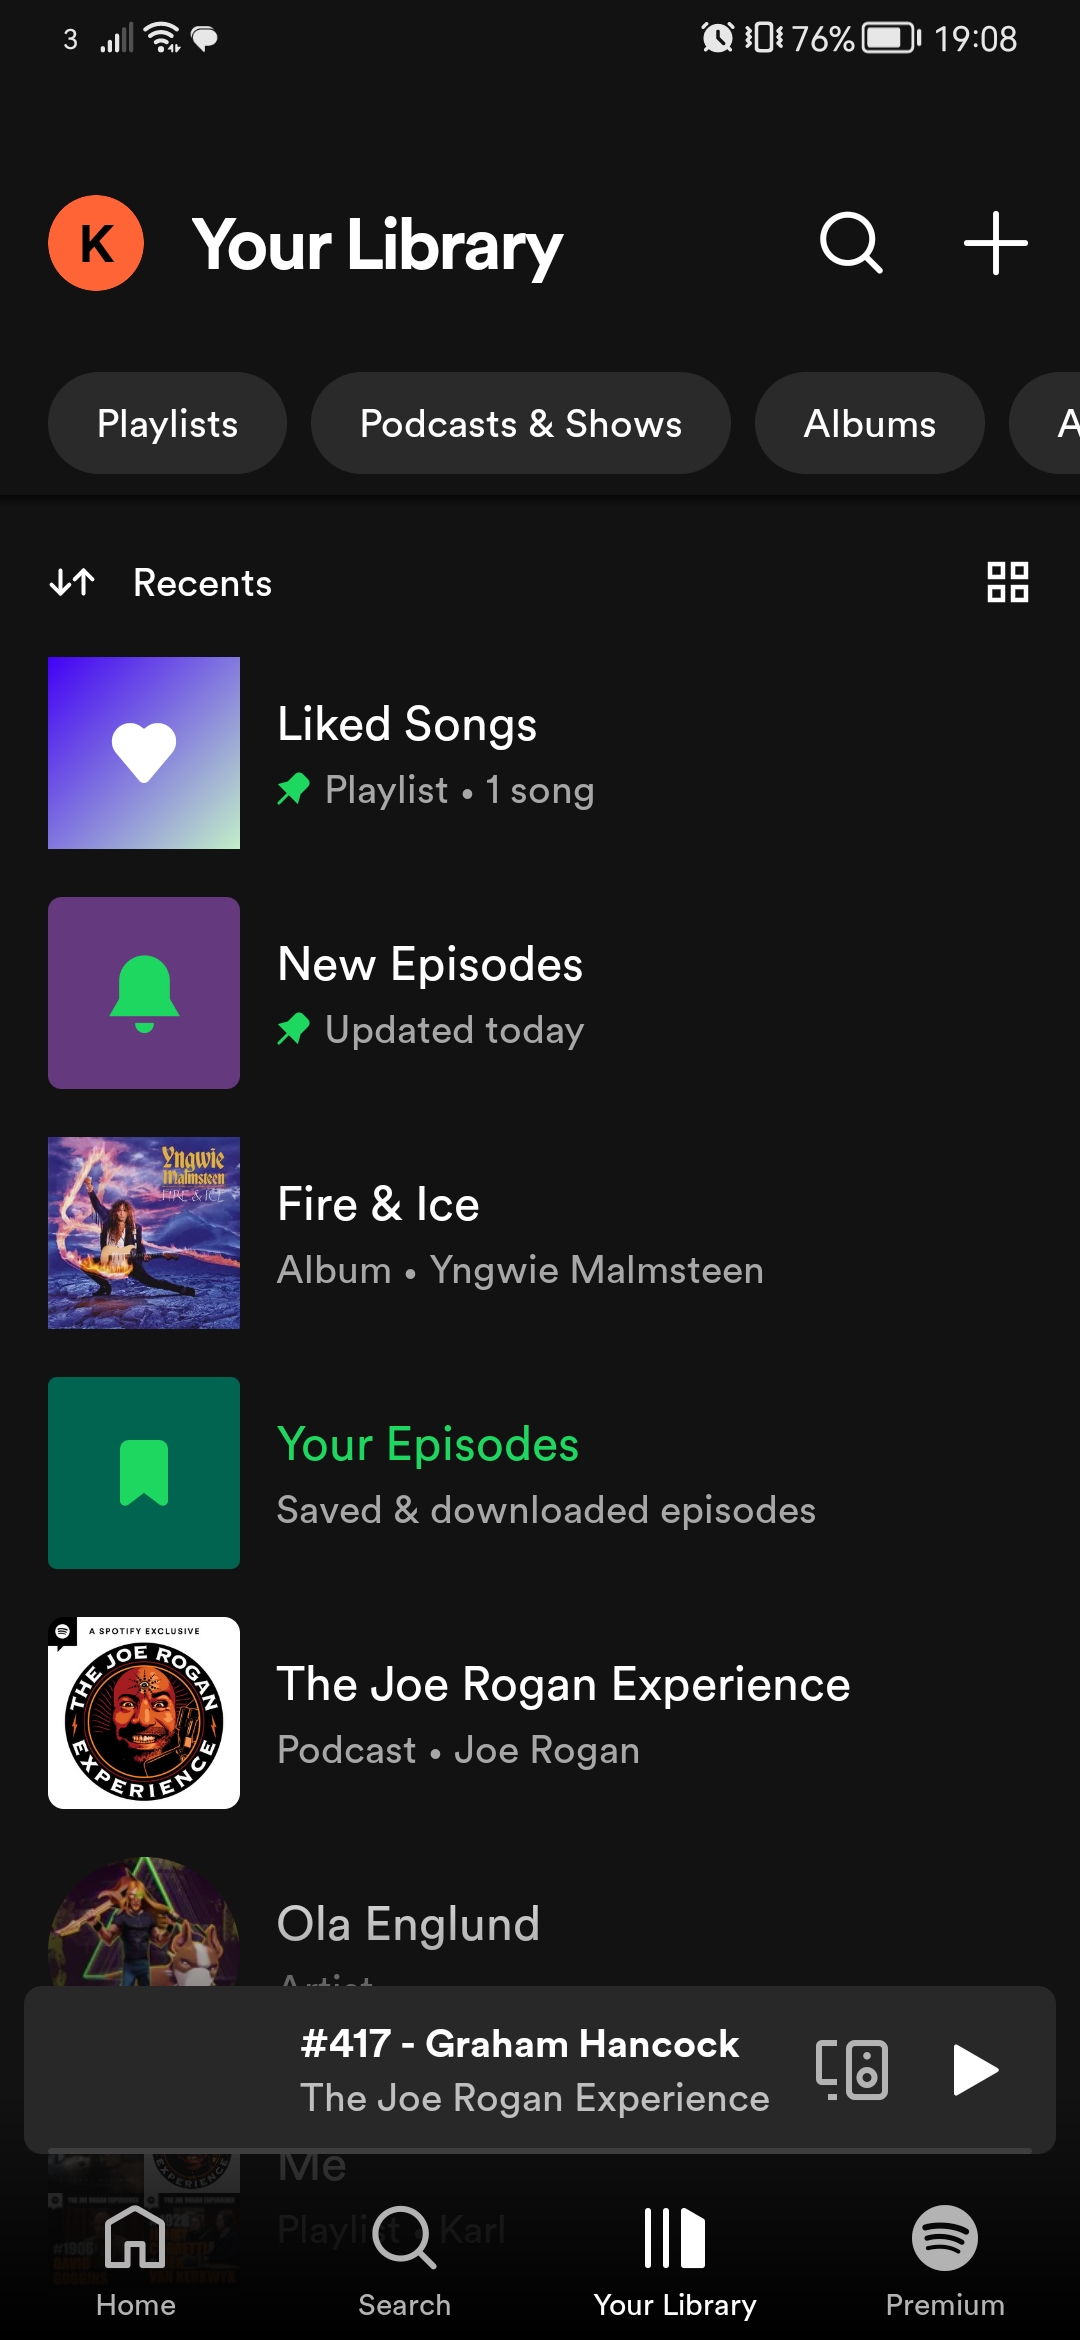 3
76%
19:08
K
Your Library
Playlists
Podcasts & Shows
Albums
A
Recents
Liked Songs
Playlist • 1 song
New Episodes
Updated today
Yngwie
Malmsteen
FIRE & ICE
Fire & Ice
Album • Yngwie Malmsteen
Your Episodes
Saved & downloaded episodes
A SPOTIFY EXCLUSIVE
THE JOE ROGAN
EXPERIENCE
The Joe Rogan Experience
Podcast • Joe Rogan
Ola Englund
Artist
#417 - Graham Hancock
The Joe Rogan Experience
Me
Playlist • Karl
Home
Search
Your Library
Premium